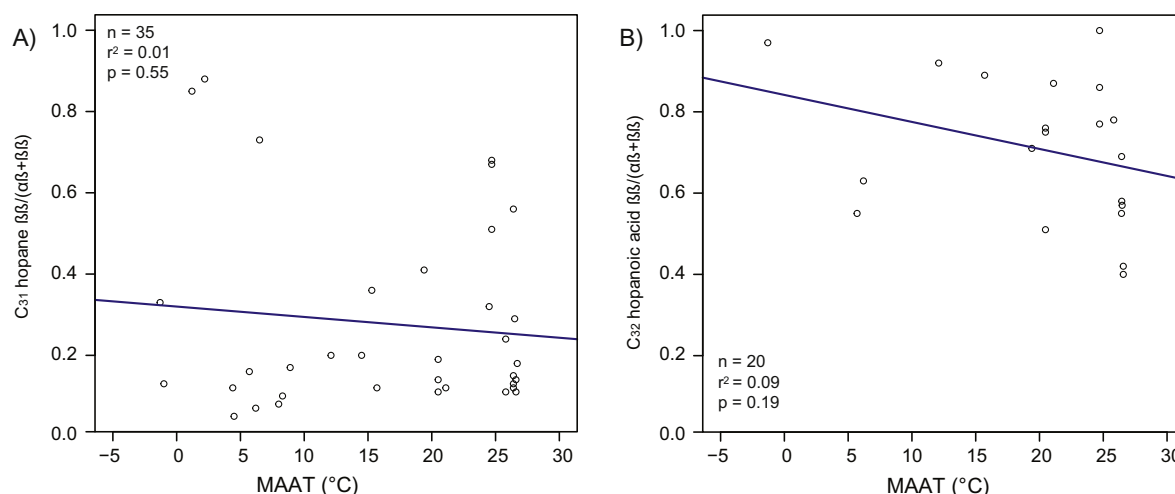 A)
n = 35
r² = 0.01
p = 0.55
C₃₁ hopane ßß/(αß+ßß)
1.0
0.8
0.6
0.4
0.2
0.0
−5
0
5
10
15
20
25
30
MAAT (°C)
B)
C₃₂ hopanoic acid ßß/(αß+ßß)
1.0
0.8
0.6
0.4
0.2
0.0
n = 20
r² = 0.09
p = 0.19
−5
0
5
10
15
20
25
30
MAAT (°C)